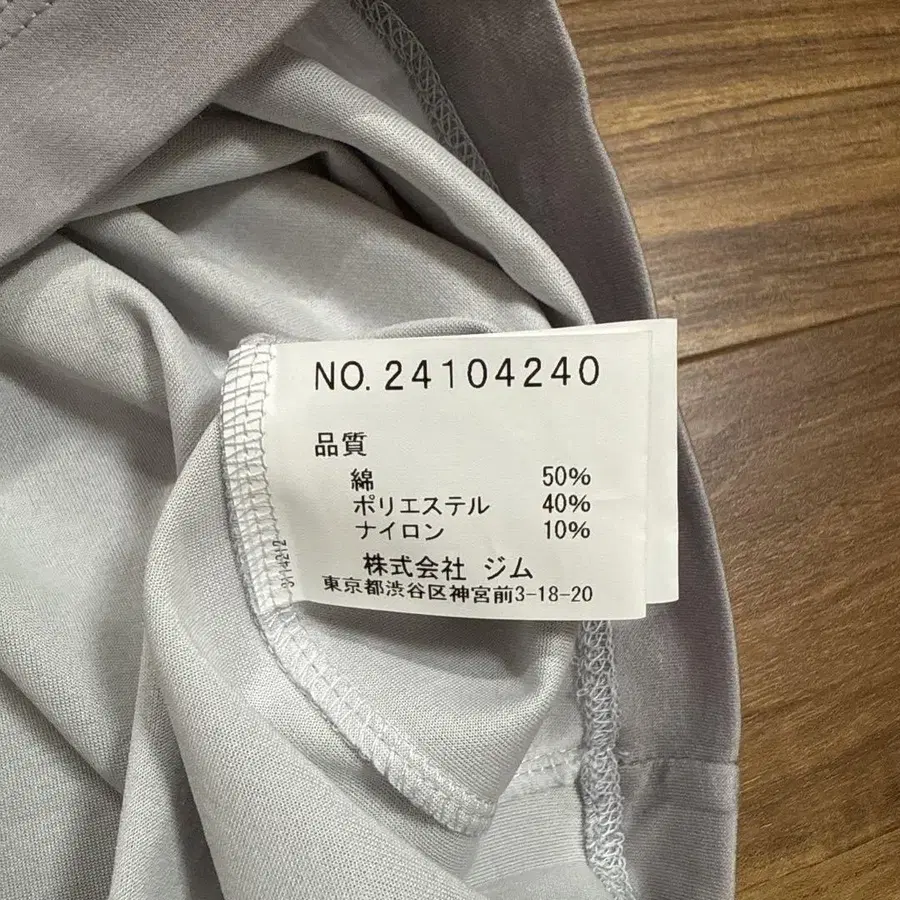 NO. 24104240
品質
綿 50%
ポリエステル 40%
ナイロン 10%
株式会社 ジム
東京都渋谷区神宮前3-18-20